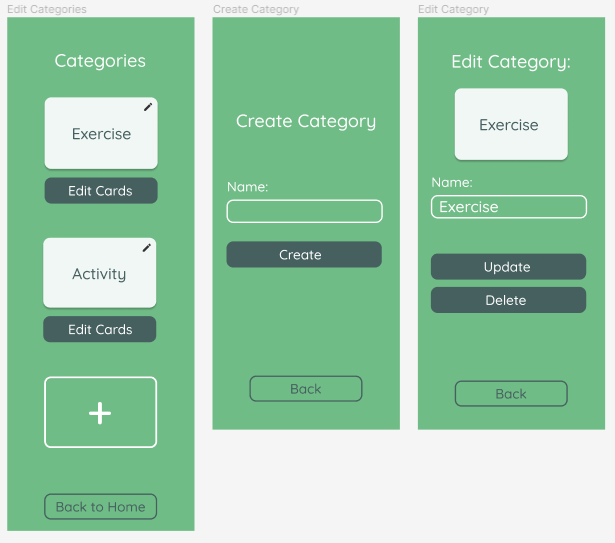 Edit Categories
Categories
Exercise
Edit Cards
Activity
Edit Cards
+
Back to Home
Create Category
Create Category
Name:
Create
Back
Edit Category
Edit Category:
Exercise
Name:
Exercise
Update
Delete
Back